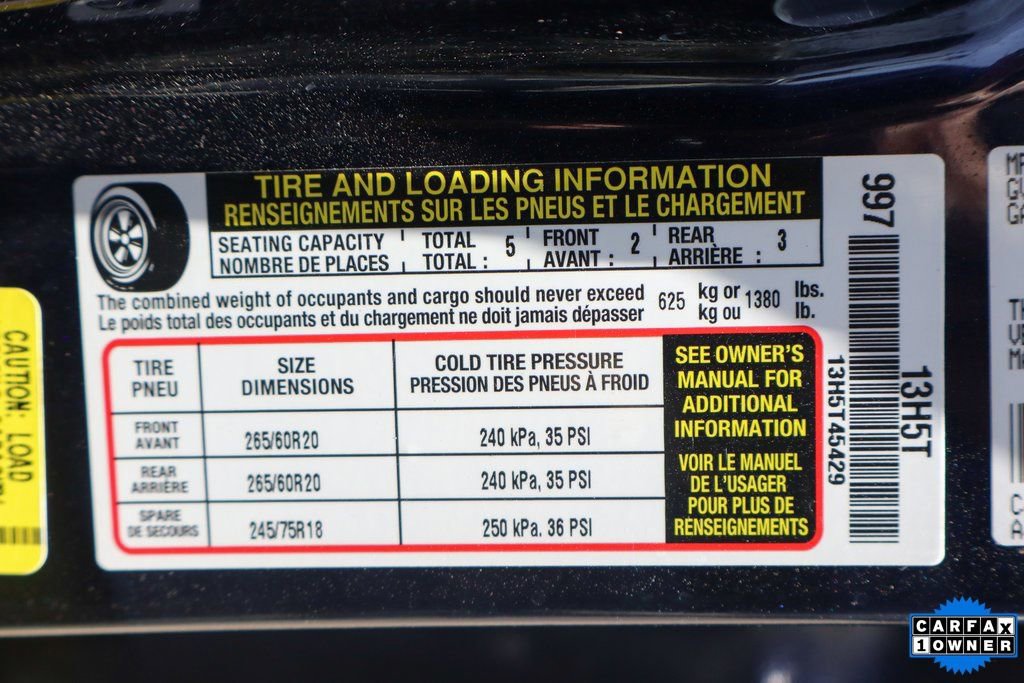 TIRE AND LOADING INFORMATION
RENSEIGNEMENTS SUR LES PNEUS ET LE CHARGEMENT
SEATING CAPACITY TOTAL 5 FRONT 2 REAR 3
NOMBRE DE PLACES TOTAL : AVANT : ARRIÈRE :
The combined weight of occupants and cargo should never exceed 625 kg or 1380 lbs.
Le poids total des occupants et du chargement ne doit jamais dépasser kg ou lb.
TIRE SIZE COLD TIRE PRESSURE
PNEU DIMENSIONS PRESSION DES PNEUS À FROID
FRONT
AVANT 265/60R20 240 kPa, 35 PSI
REAR
ARRIÈRE 265/60R20 240 kPa, 35 PSI
SPARE
DE SECOURS 245/75R18 250 kPa. 36 PSI
SEE OWNER'S
MANUAL FOR
ADDITIONAL
INFORMATION
VOIR LE MANUEL
DE L'USAGER
POUR PLUS DE
RENSEIGNEMENTS
997
13H5T45429
13H5T
CAUTION: LOAD
CARFAX
1 OWNER